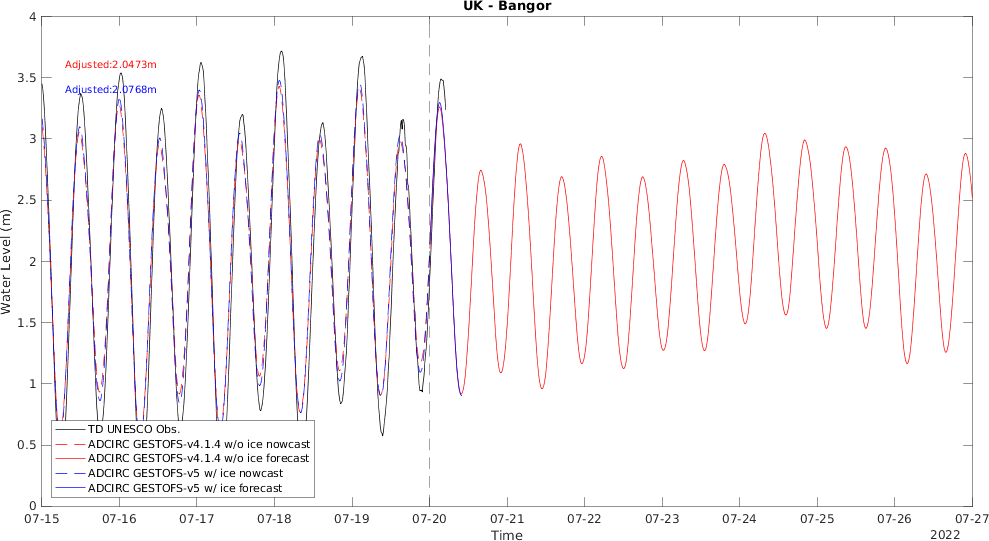 UK - Bangor
4
3.5
3
2.5
2
1.5
1
0.5
0
Water Level (m)
Adjusted:2.0473m
Adjusted:2.0768m
TD UNESCO Obs.
ADCIRC GESTOFS-v4.1.4 w/o ice nowcast
ADCIRC GESTOFS-v4.1.4 w/o ice forecast
ADCIRC GESTOFS-v5 w/ ice nowcast
ADCIRC GESTOFS-v5 w/ ice forecast
07-15 07-16 07-17 07-18 07-19 07-20 07-21 07-22 07-23 07-24 07-25 07-26 07-27
Time
2022